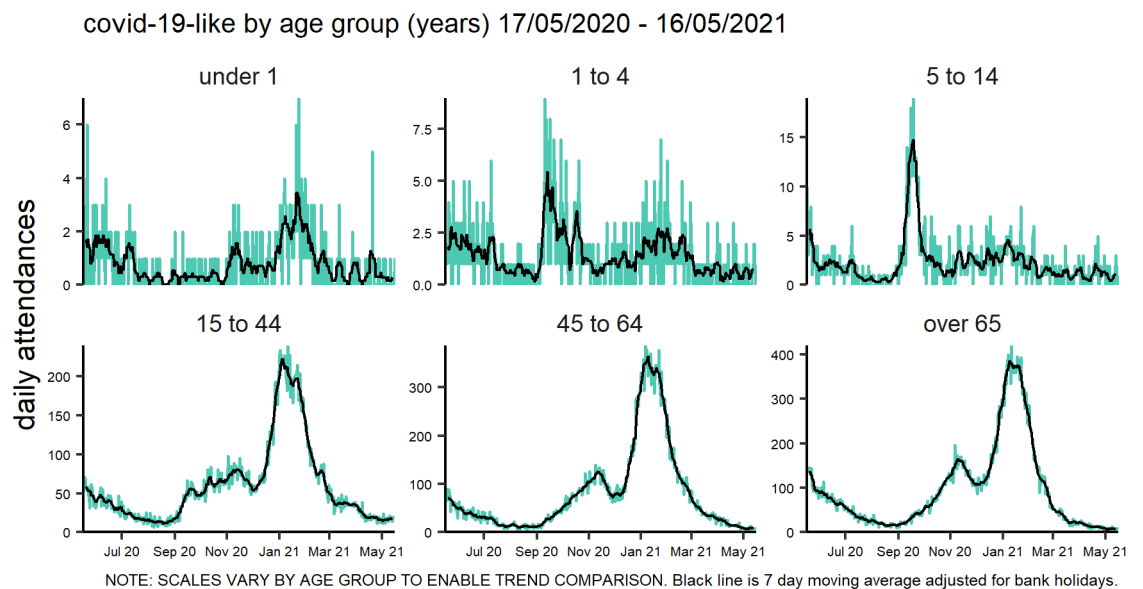 covid-19-like by age group (years) 17/05/2020 - 16/05/2021
under 1
1 to 4
5 to 14
6
4
2
0
7.5
5.0
2.5
0.0
15
10
5
0
daily attendances
15 to 44
45 to 64
over 65
200
150
100
50
0
300
200
100
0
400
300
200
100
0
Jul 20 Sep 20 Nov 20 Jan 21 Mar 21 May 21
Jul 20 Sep 20 Nov 20 Jan 21 Mar 21 May 21
Jul 20 Sep 20 Nov 20 Jan 21 Mar 21 May 21
NOTE: SCALES VARY BY AGE GROUP TO ENABLE TREND COMPARISON. Black line is 7 day moving average adjusted for bank holidays.